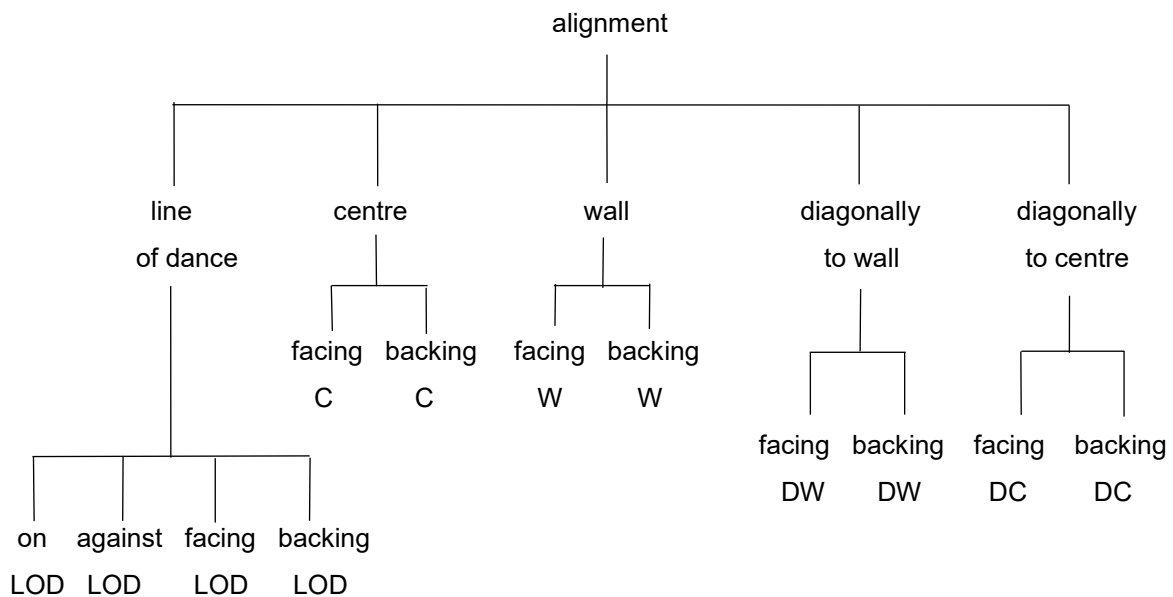 alignment
line centre wall diagonally diagonally
of dance to wall to centre
facing backing facing backing
C C W W
facing backing facing backing
DW DW DC DC
on against facing backing
LOD LOD LOD LOD